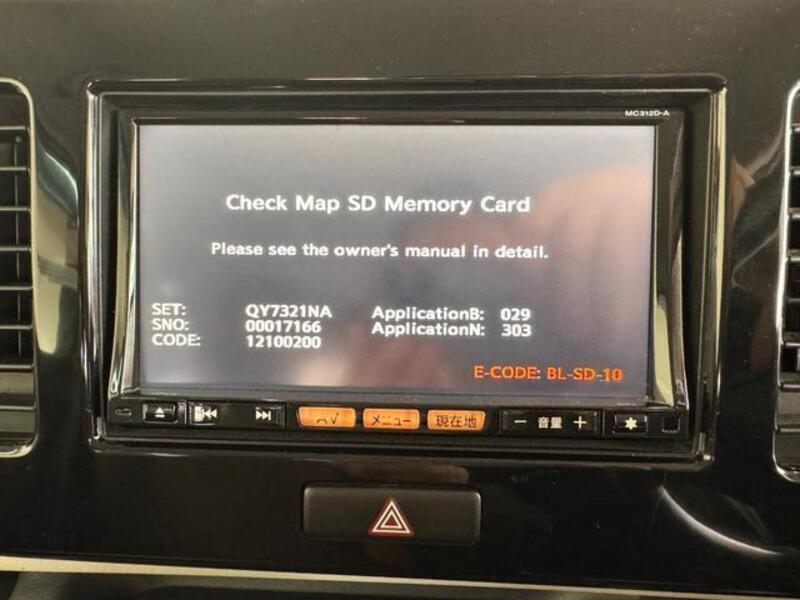 MC312D-A
Check Map SD Memory Card
Please see the owner's manual in detail.
SET: QY7321NA ApplicationB: 029
SNO: 00017166 ApplicationN: 303
CODE: 12100200
E-CODE: BL-SD-10
AV メニュー 現在地 − 音量 +